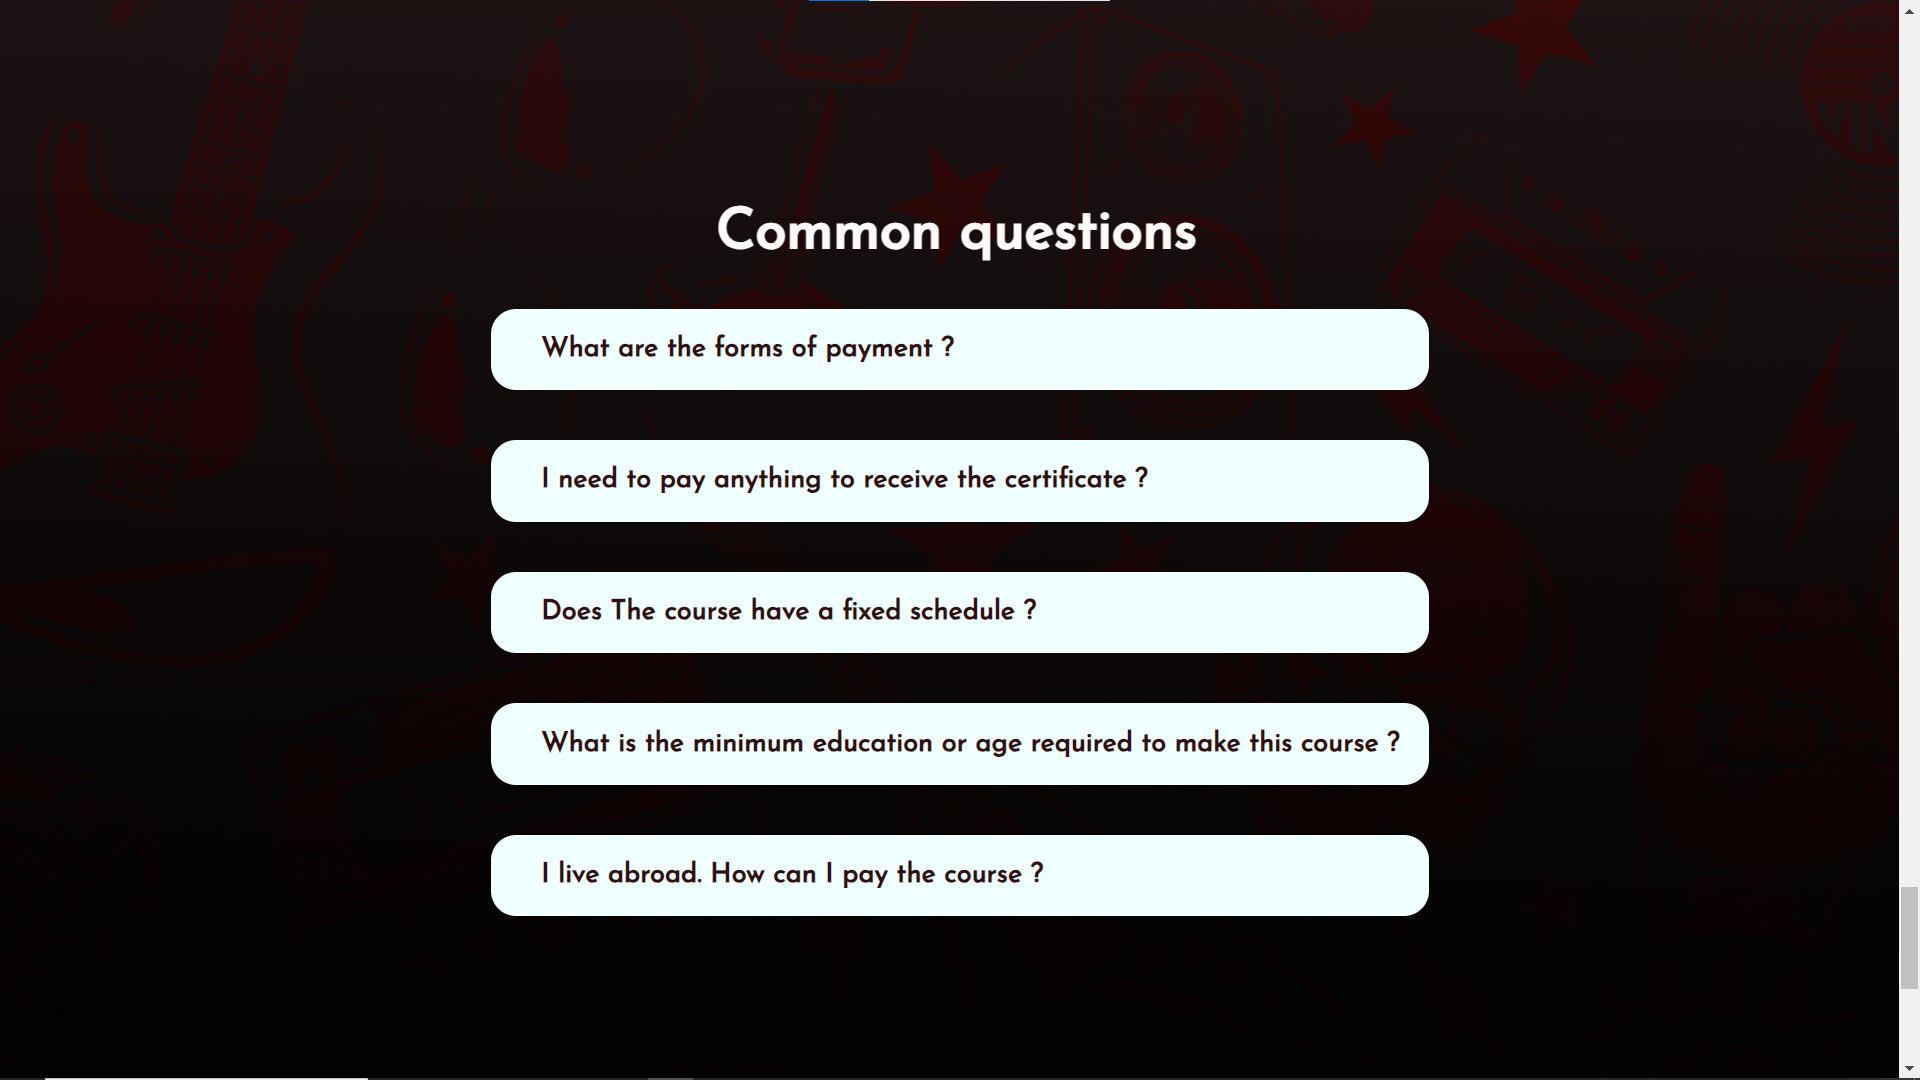 Common questions
What are the forms of payment ?
I need to pay anything to receive the certificate ?
Does The course have a fixed schedule ?
What is the minimum education or age required to make this course ?
I live abroad. How can I pay the course ?